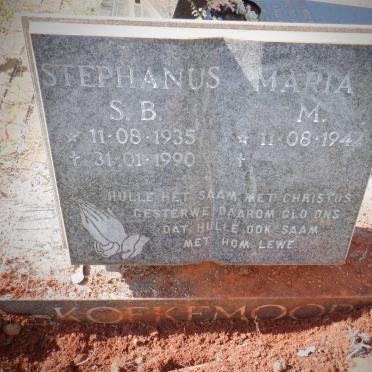 STEPHANUS
S.B.
☆ 11·08·1935
✝ 31·01·1990
MARIA
M.
☆ 11·08·1942
✝
HULLE HET SAAM MET CHRISTUS
GESTERWE DAAROM GLO ONS
DAT HULLE OOK SAAM
MET HOM LEWE
KOEKEMOER